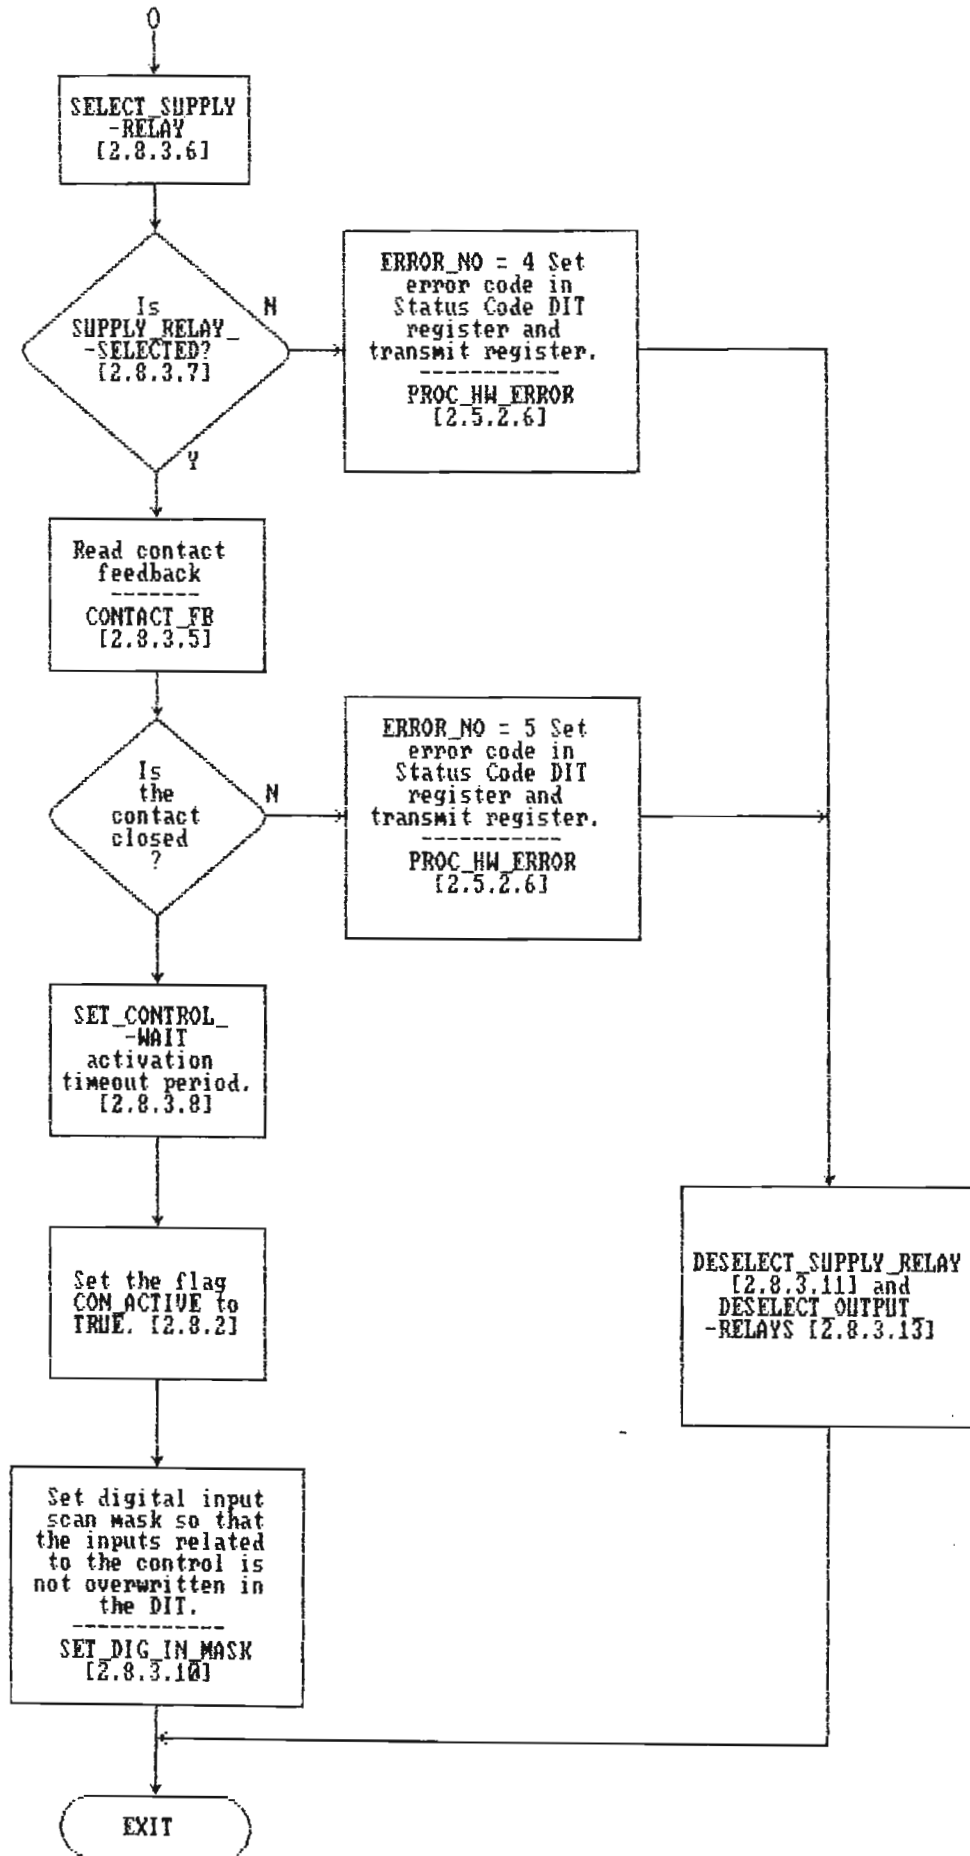 O
SELECT_SUPPLY
-RELAY
[2.8.3.6]
Is
SUPPLY_RELAY_
-SELECTED?
[2.8.3.7]
N
Y
ERROR_NO = 4 Set
error code in
Status Code DIT
register and
transmit register.
-----------
PROC_HW_ERROR
[2.5.2.6]
Read contact
feedback
-------
CONTACT_FB
[2.8.3.5]
Is
the
contact
closed
?
N
ERROR_NO = 5 Set
error code in
Status Code DIT
register and
transmit register.
-----------
PROC_HW_ERROR
[2.5.2.6]
SET_CONTROL_
-WAIT
activation
timeout period.
[2.8.3.8]
Set the flag
CON_ACTIVE to
TRUE. [2.8.2]
DESELECT_SUPPLY_RELAY
[2.8.3.11] and
DESELECT_OUTPUT_
-RELAYS [2.8.3.13]
Set digital input
scan mask so that
the inputs related
to the control is
not overwritten in
the DIT.
------------
SET_DIG_IN_MASK
[2.8.3.10]
EXIT